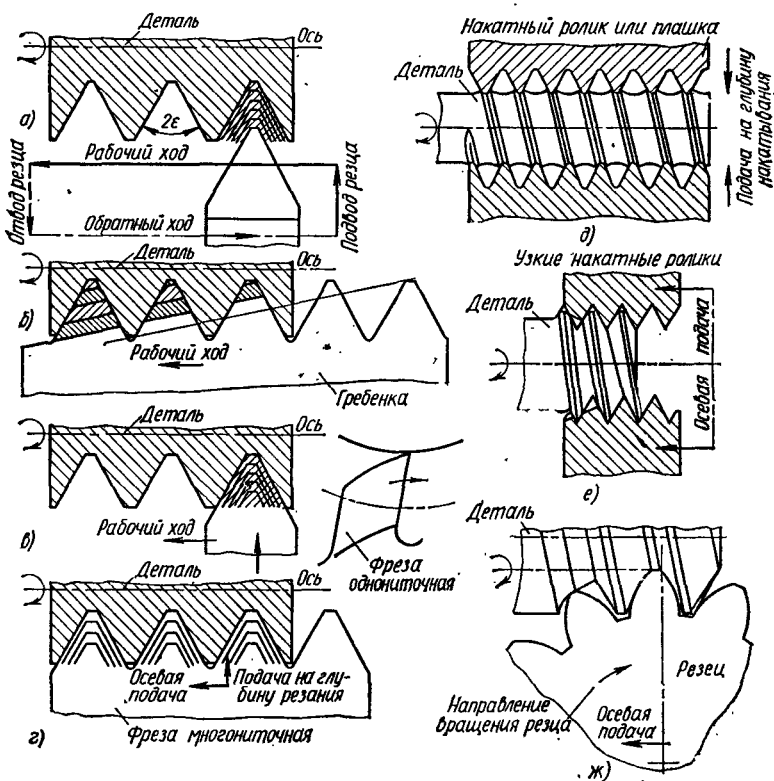 Деталь
Ось
2ε
а)
Рабочий ход
Отвод резца
Подвод резца
Обратный ход
Деталь
Ось
б)
Рабочий ход
Гребенка
Деталь
Ось
в)
Рабочий ход
Фреза
однониточная
Деталь
Ось
Осевая
подача
Подача на глу-
бину резания
г)
Фреза многониточная
Накатный ролик или плашка
Деталь
Подача на глубину
накатывания
д)
Узкие накатные ролики
Деталь
Осевая подача
е)
Деталь
Резец
Направление
вращения резца
Осевая
подача
ж)